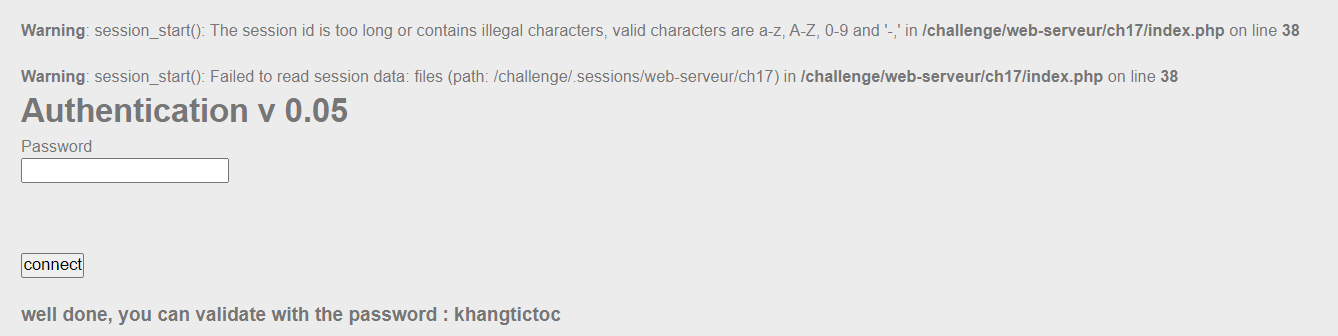 Warning: session_start(): The session id is too long or contains illegal characters, valid characters are a-z, A-Z, 0-9 and '-,' in /challenge/web-serveur/ch17/index.php on line 38
Warning: session_start(): Failed to read session data: files (path: /challenge/.sessions/web-serveur/ch17) in /challenge/web-serveur/ch17/index.php on line 38
Authentication v 0.05
Password
connect
well done, you can validate with the password : khangtictoc